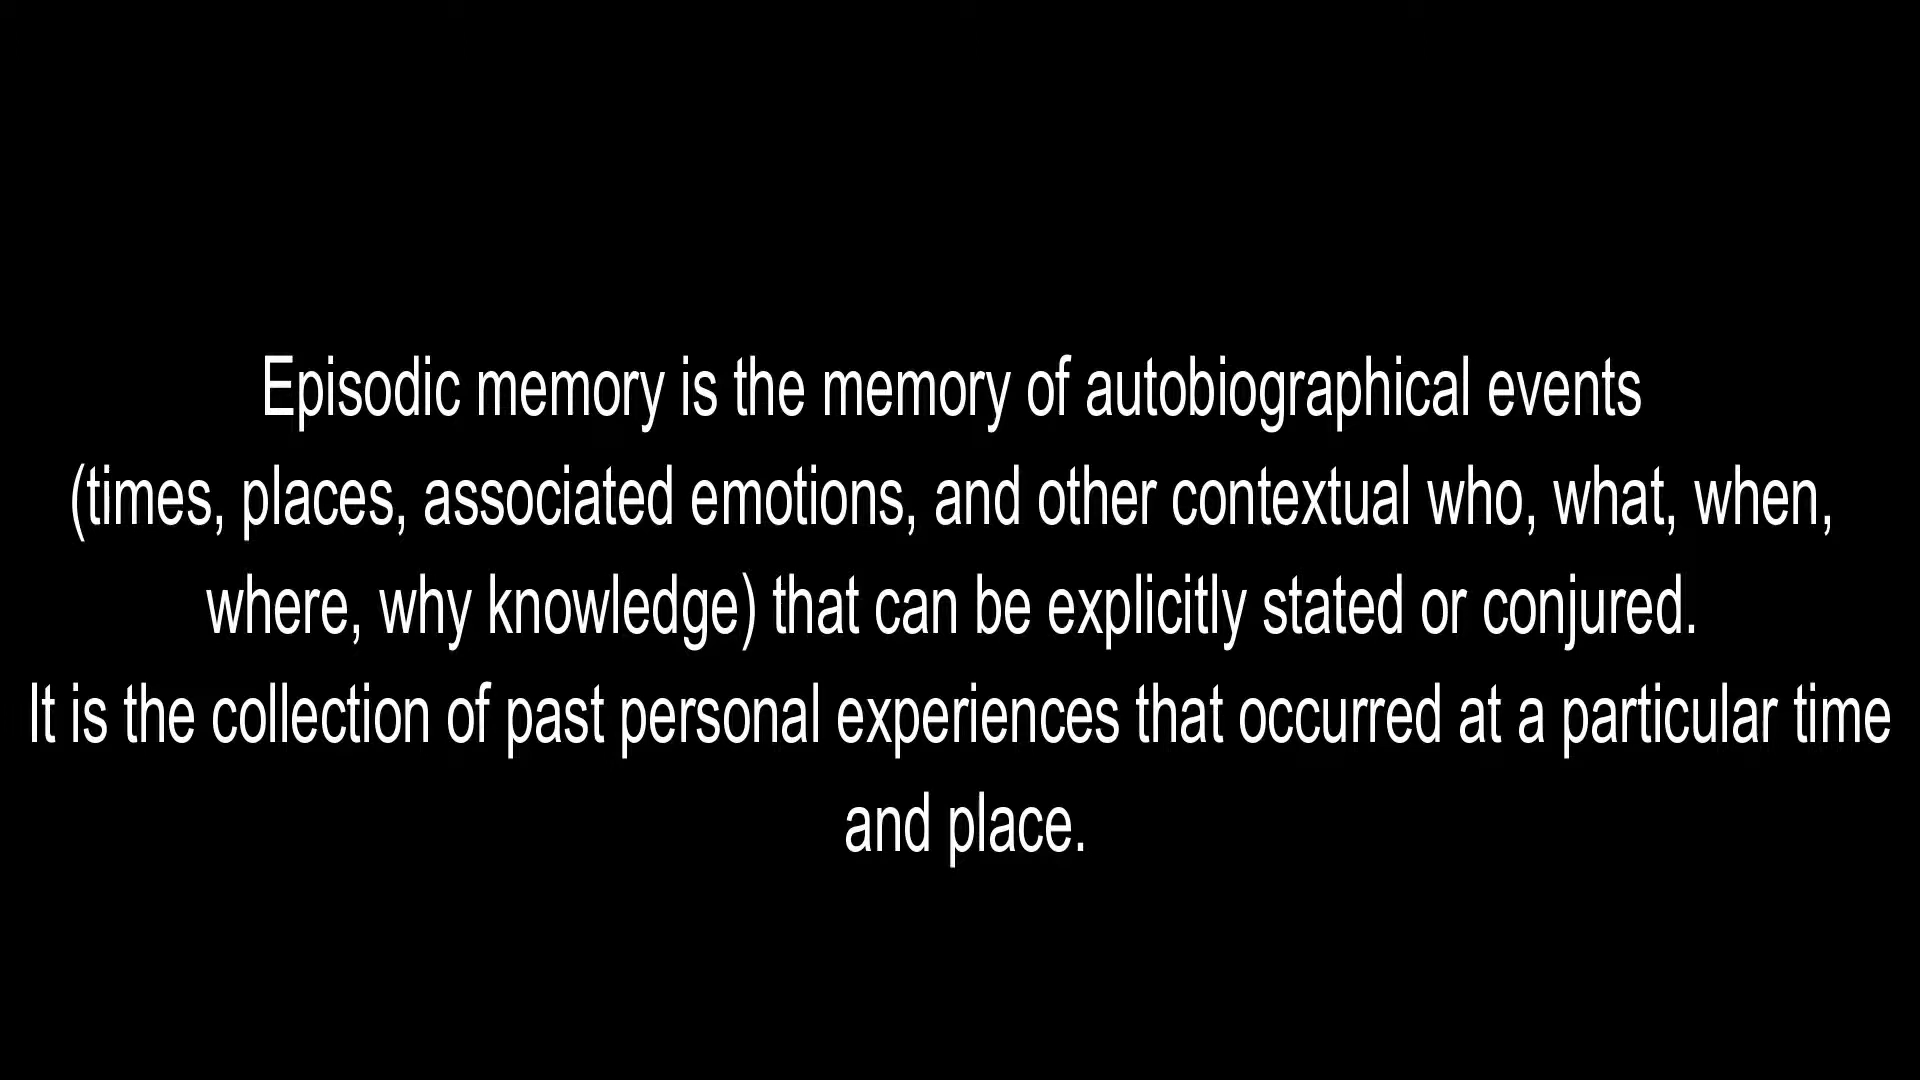 Episodic memory is the memory of autobiographical events
(times, places, associated emotions, and other contextual who, what, when,
where, why knowledge) that can be explicitly stated or conjured.
It is the collection of past personal experiences that occurred at a particular time
and place.